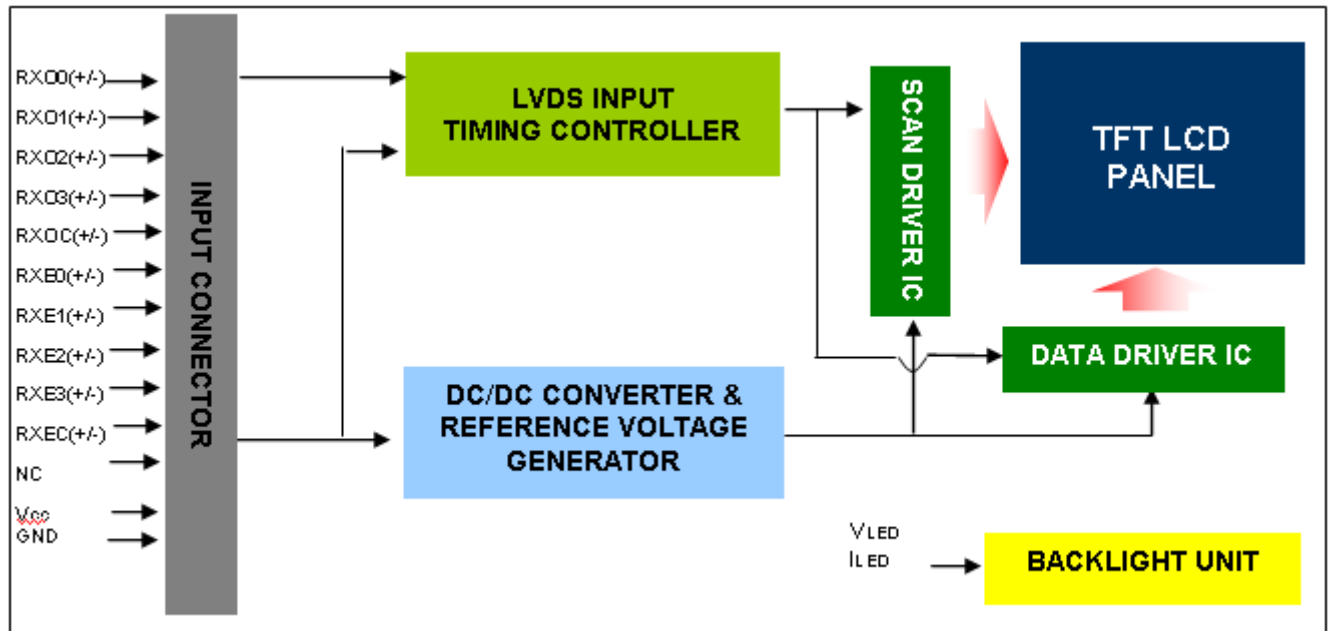 RXO0(+/-)
RXO1(+/-)
RXO2(+/-)
RXO3(+/-)
RXOC(+/-)
RXE0(+/-)
RXE1(+/-)
RXE2(+/-)
RXE3(+/-)
RXEC(+/-)
NC
Vcc
GND
INPUT CONNECTOR
LVDS INPUT
TIMING CONTROLLER
DC/DC CONVERTER &
REFERENCE VOLTAGE
GENERATOR
SCAN DRIVER IC
TFT LCD
PANEL
DATA DRIVER IC
VLED
ILED
BACKLIGHT UNIT